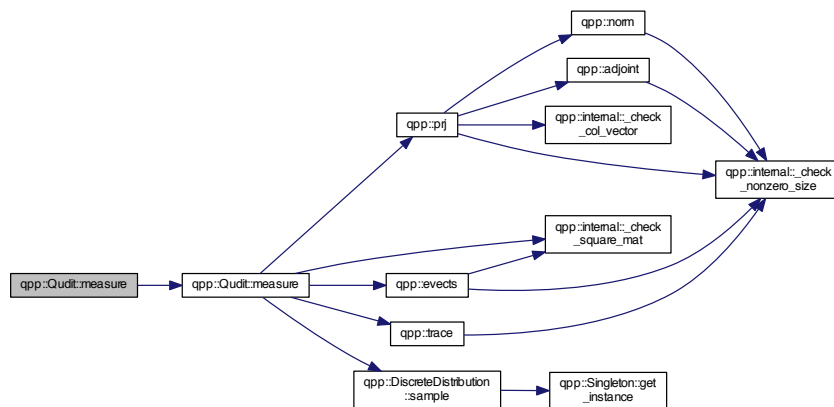 qpp::norm
qpp::adjoint
qpp::prj
qpp::internal::_check
_col_vector
qpp::internal::_check
_nonzero_size
qpp::internal::_check
_square_mat
qpp::Qudit::measure
qpp::Qudit::measure
qpp::evects
qpp::trace
qpp::DiscreteDistribution
::sample
qpp::Singleton::get
_instance